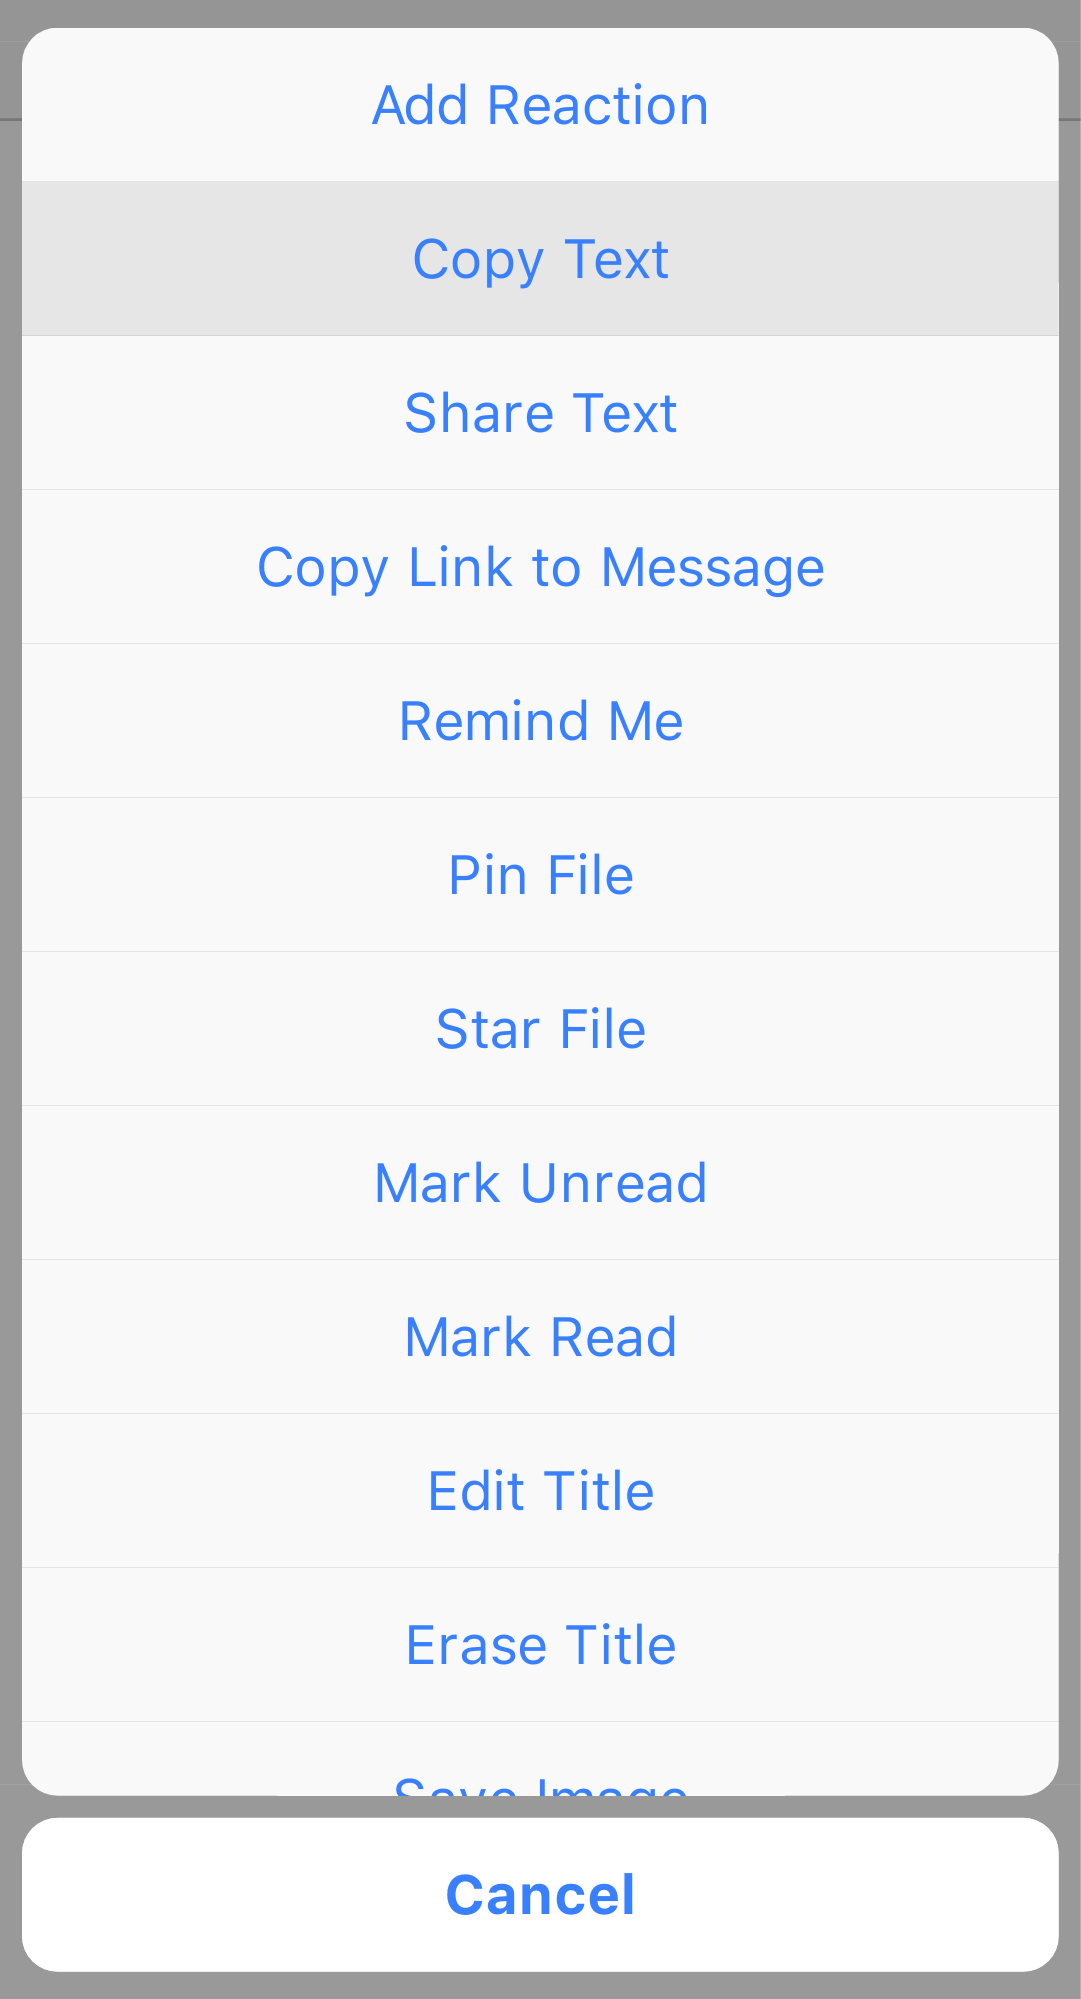 Add Reaction
Copy Text
Share Text
Copy Link to Message
Remind Me
Pin File
Star File
Mark Unread
Mark Read
Edit Title
Erase Title
Save Image
Cancel